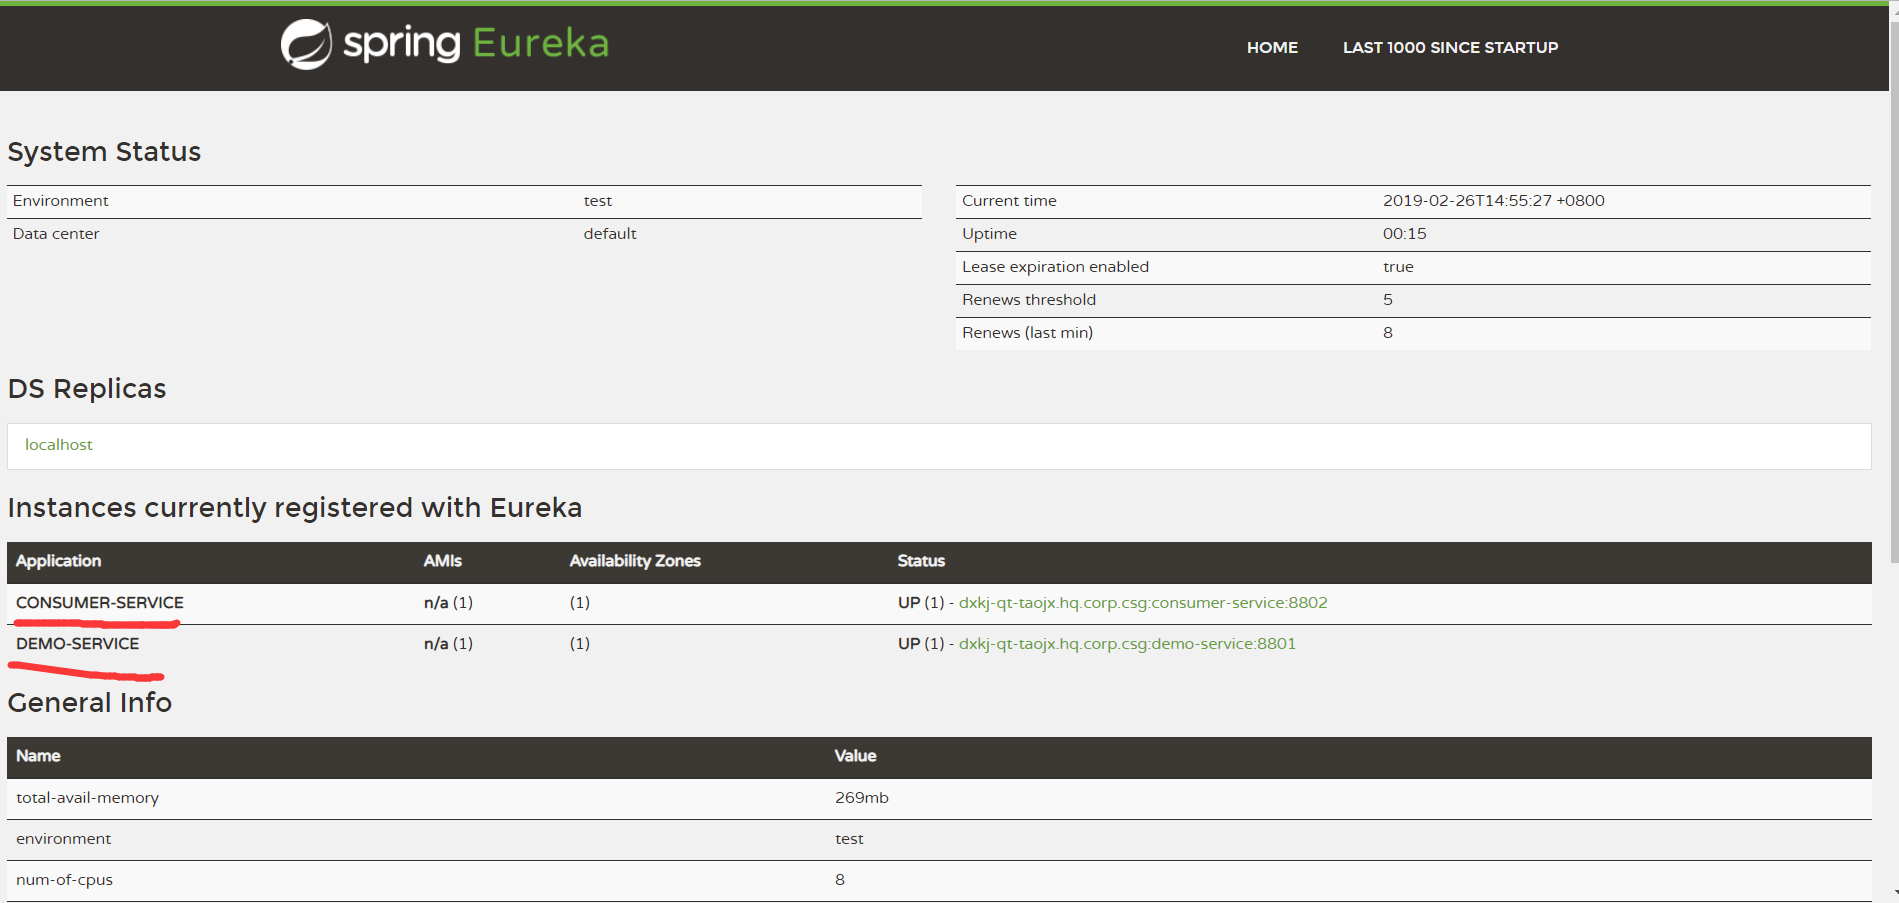 spring Eureka
HOME LAST 1000 SINCE STARTUP
System Status
Environment test
Data center default
Current time 2019-02-26T14:55:27 +0800
Uptime 00:15
Lease expiration enabled true
Renews threshold 5
Renews (last min) 8
DS Replicas
localhost
Instances currently registered with Eureka
Application AMIs Availability Zones Status
CONSUMER-SERVICE n/a (1) (1) UP (1) - dxkj-qt-taojx.hq.corp.csg:consumer-service:8802
DEMO-SERVICE n/a (1) (1) UP (1) - dxkj-qt-taojx.hq.corp.csg:demo-service:8801
General Info
Name Value
total-avail-memory 269mb
environment test
num-of-cpus 8